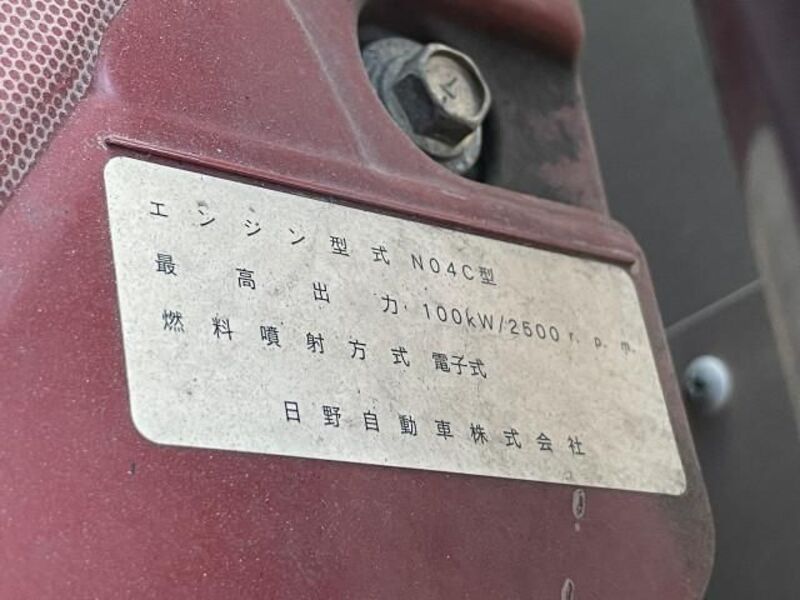 エンジン型式 N04C型
最高出力 100kW/2500r.p.m.
燃料噴射方式 電子式
日野自動車株式会社